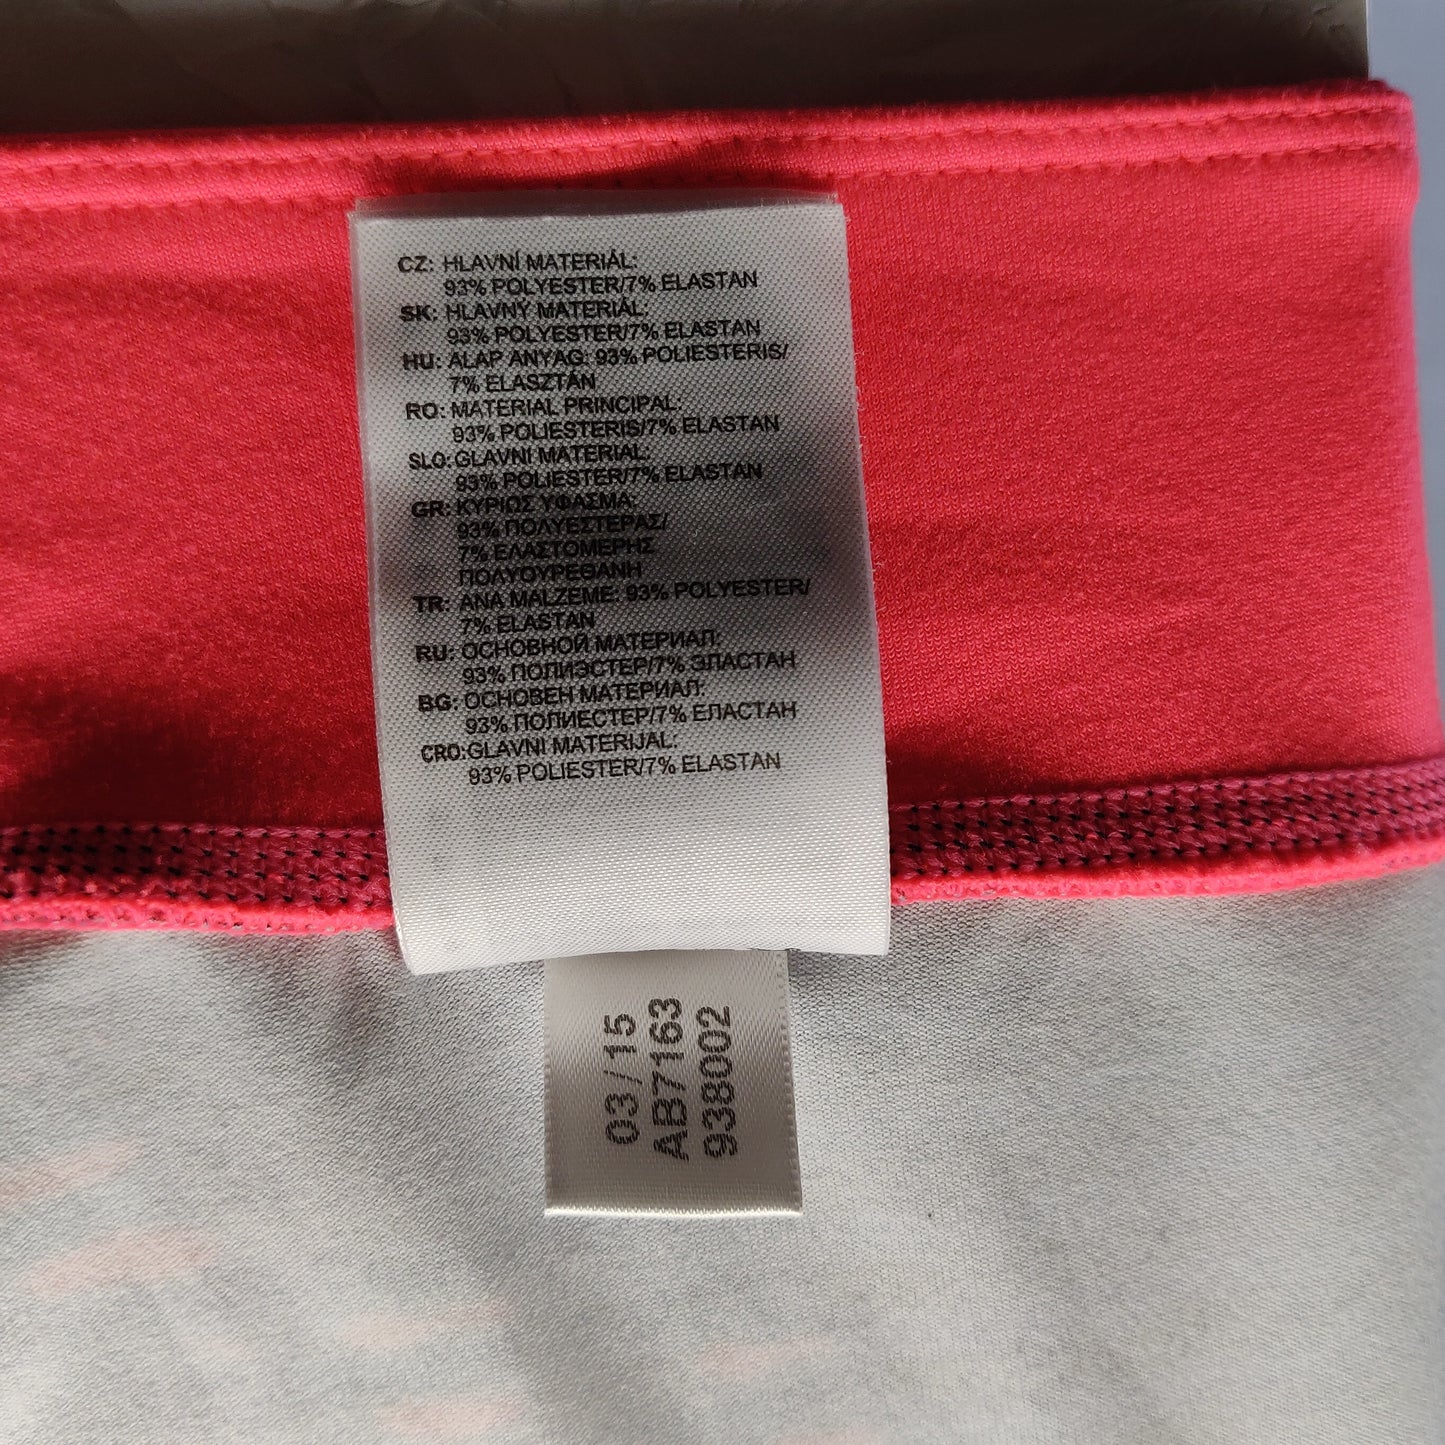 CZ: HLAVNÍ MATERIÁL:
93% POLYESTER/7% ELASTAN
SK: HLAVNÝ MATERIÁL:
93% POLYESTER/7% ELASTAN
HU: ALAP ANYAG: 93% POLIESTERIS/
7% ELASZTÁN
RO: MATERIAL PRINCIPAL:
93% POLIESTERIS/7% ELASTAN
SLO: GLAVNI MATERIAL:
93% POLYESTER/7% ELASTAN
GR: ΚΥΡΙΩΣ ΥΦΑΣΜΑ:
93% ΠΟΛΥΕΣΤΕΡΑΣ/
7% ΕΛΑΣΤΟΜΕΡΗΣ
ΠΟΛΥΟΥΡΕΘΑΝΗ
TR: ANA MALZEME: 93% POLYESTER/
7% ELASTAN
RU: ОСНОВНОЙ МАТЕРИАЛ:
93% ПОЛИЭСТЕР/7% ЭЛАСТАН
BG: ОСНОВЕН МАТЕРИАЛ:
93% ПОЛИЕСТЕР/7% ЕЛАСТАН
CRO: GLAVNI MATERIJAL:
93% POLIESTER/7% ELASTAN
03/15
AB7163
938002